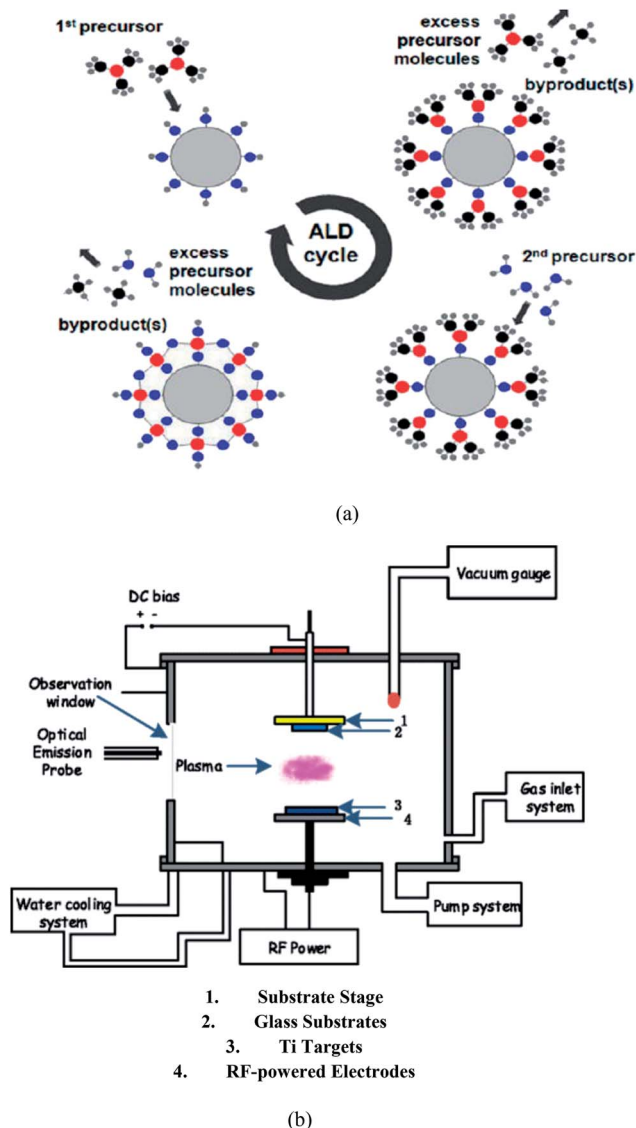 1st precursor
excess
precursor
molecules
byproduct(s)
ALD
cycle
excess
precursor
molecules
byproduct(s)
2nd precursor
(a)
DC bias
+ -
Vacuum gauge
Observation
window
Optical
Emission
Probe
Plasma
1
2
3
4
Gas inlet
system
Water cooling
system
RF Power
Pump system
1. Substrate Stage
2. Glass Substrates
3. Ti Targets
4. RF-powered Electrodes
(b)